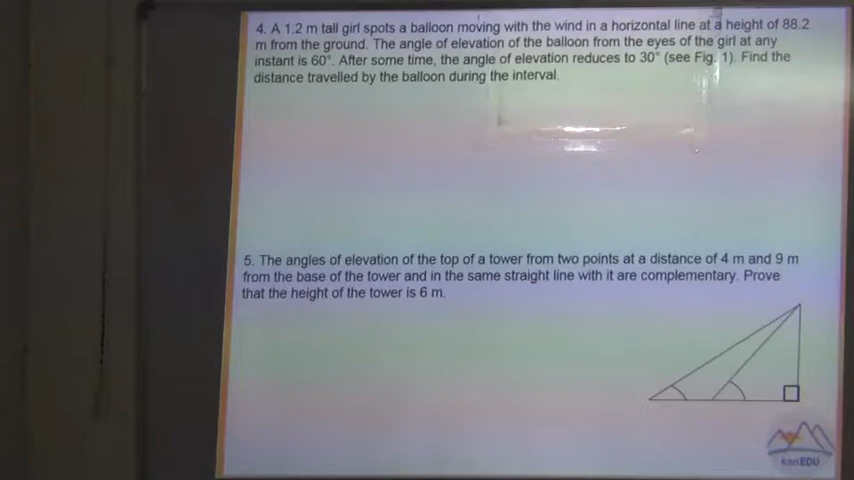 4. A 1.2 m tall girl spots a balloon moving with the wind in a horizontal line at a height of 88.2
m from the ground. The angle of elevation of the balloon from the eyes of the girl at any
instant is 60°. After some time, the angle of elevation reduces to 30° (see Fig. 1). Find the
distance travelled by the balloon during the interval.
5. The angles of elevation of the top of a tower from two points at a distance of 4 m and 9 m
from the base of the tower and in the same straight line with it are complementary. Prove
that the height of the tower is 6 m.
kenEDU